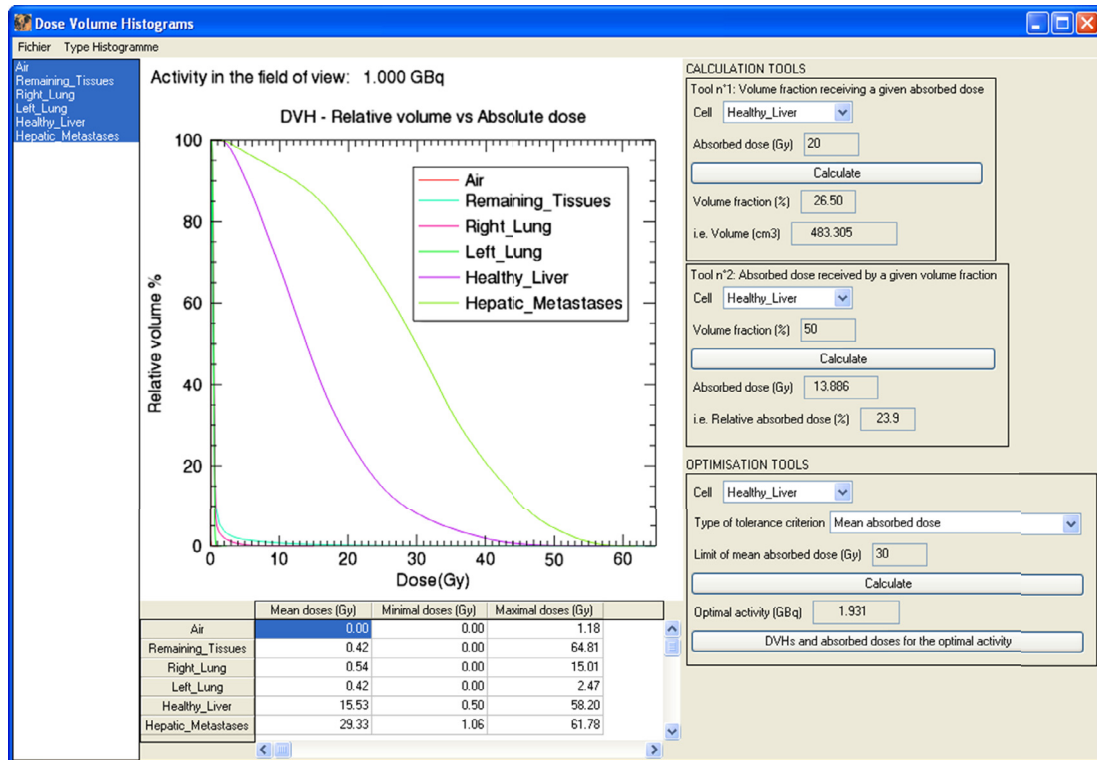 Dose Volume Histograms
Fichier Type Histogramme
Air
Remaining_Tissues
Right_Lung
Left_Lung
Healthy_Liver
Hepatic_Metastases
Activity in the field of view: 1.000 GBq
DVH - Relative volume vs Absolute dose
Relative volume %
100
80
60
40
20
0
Air
Remaining_Tissues
Right_Lung
Left_Lung
Healthy_Liver
Hepatic_Metastases
0 10 20 30 40 50 60
Dose(Gy)
Mean doses (Gy) Minimal doses (Gy) Maximal doses (Gy)
Air 0.00 0.00 1.18
Remaining_Tissues 0.42 0.00 64.81
Right_Lung 0.54 0.00 15.01
Left_Lung 0.42 0.00 2.47
Healthy_Liver 15.53 0.50 58.20
Hepatic_Metastases 29.33 1.06 61.78
CALCULATION TOOLS
Tool n°1: Volume fraction receiving a given absorbed dose
Cell Healthy_Liver
Absorbed dose (Gy) 20
Calculate
Volume fraction (%) 26.50
i.e. Volume (cm3) 483.305
Tool n°2: Absorbed dose received by a given volume fraction
Cell Healthy_Liver
Volume fraction (%) 50
Calculate
Absorbed dose (Gy) 13.886
i.e. Relative absorbed dose (%) 23.9
OPTIMISATION TOOLS
Cell Healthy_Liver
Type of tolerance criterion Mean absorbed dose
Limit of mean absorbed dose (Gy) 30
Calculate
Optimal activity (GBq) 1.931
DVHs and absorbed doses for the optimal activity